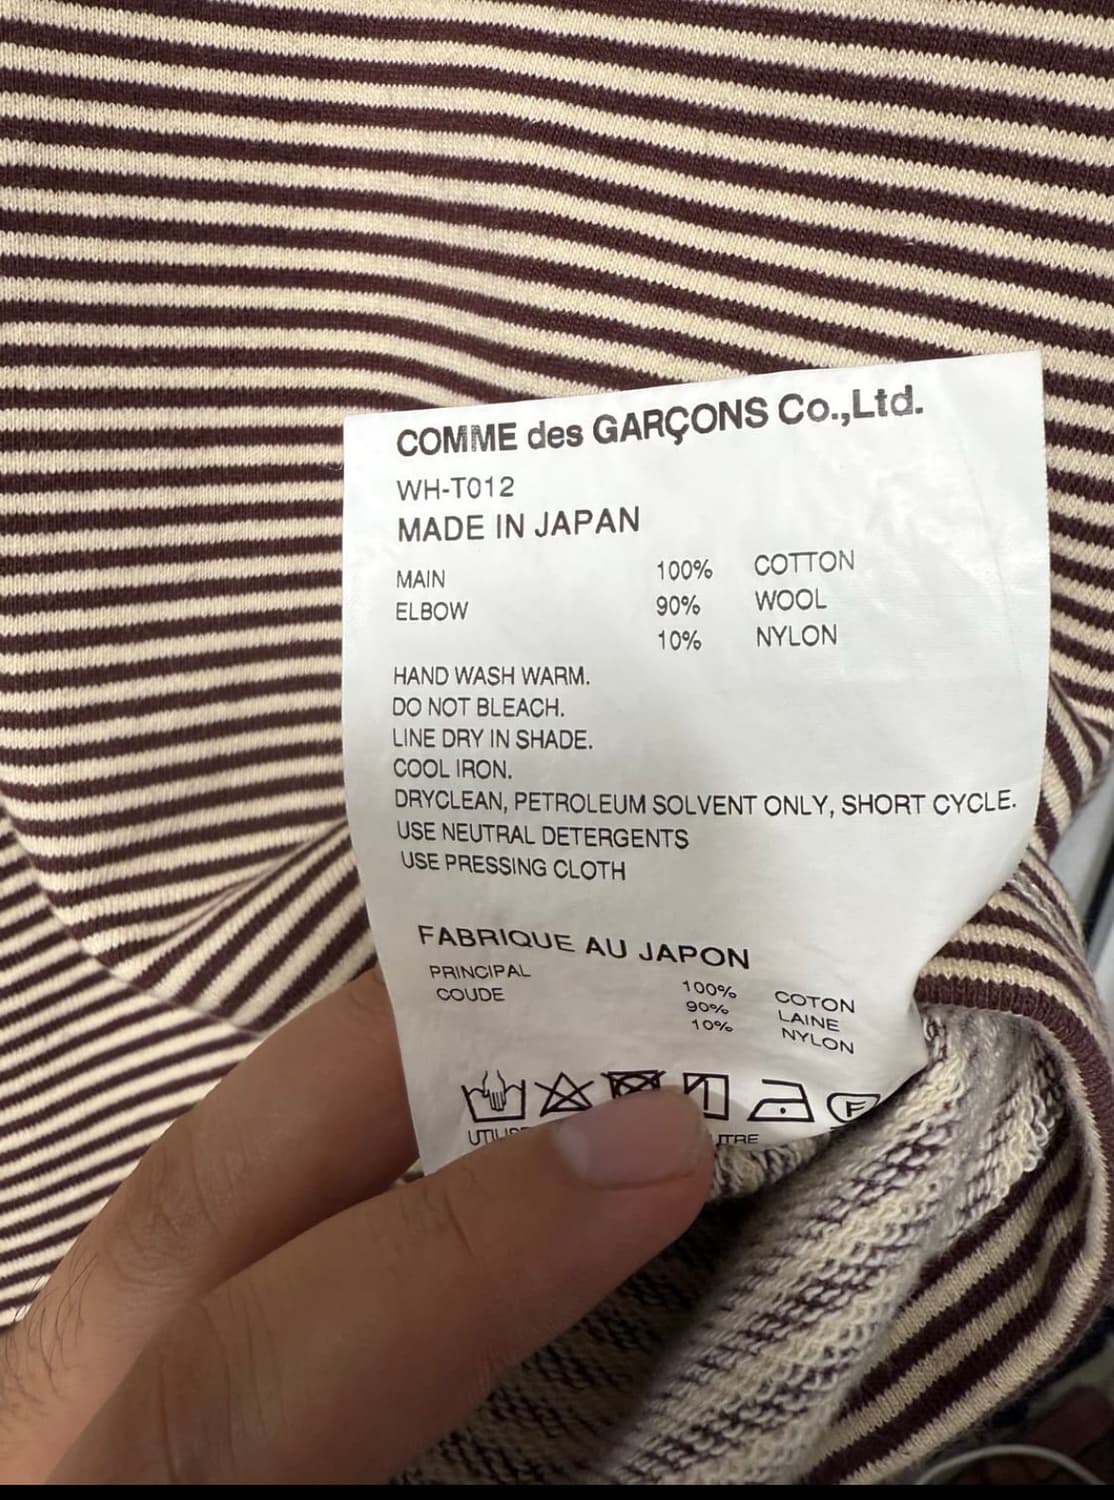 COMME des GARÇONS Co.,Ltd.
WH-T012
MADE IN JAPAN
MAIN 100% COTTON
ELBOW 90% WOOL
10% NYLON
HAND WASH WARM.
DO NOT BLEACH.
LINE DRY IN SHADE.
COOL IRON.
DRYCLEAN, PETROLEUM SOLVENT ONLY, SHORT CYCLE.
USE NEUTRAL DETERGENTS
USE PRESSING CLOTH
FABRIQUE AU JAPON
PRINCIPAL 100% COTON
COUDE 90% LAINE
10% NYLON
F